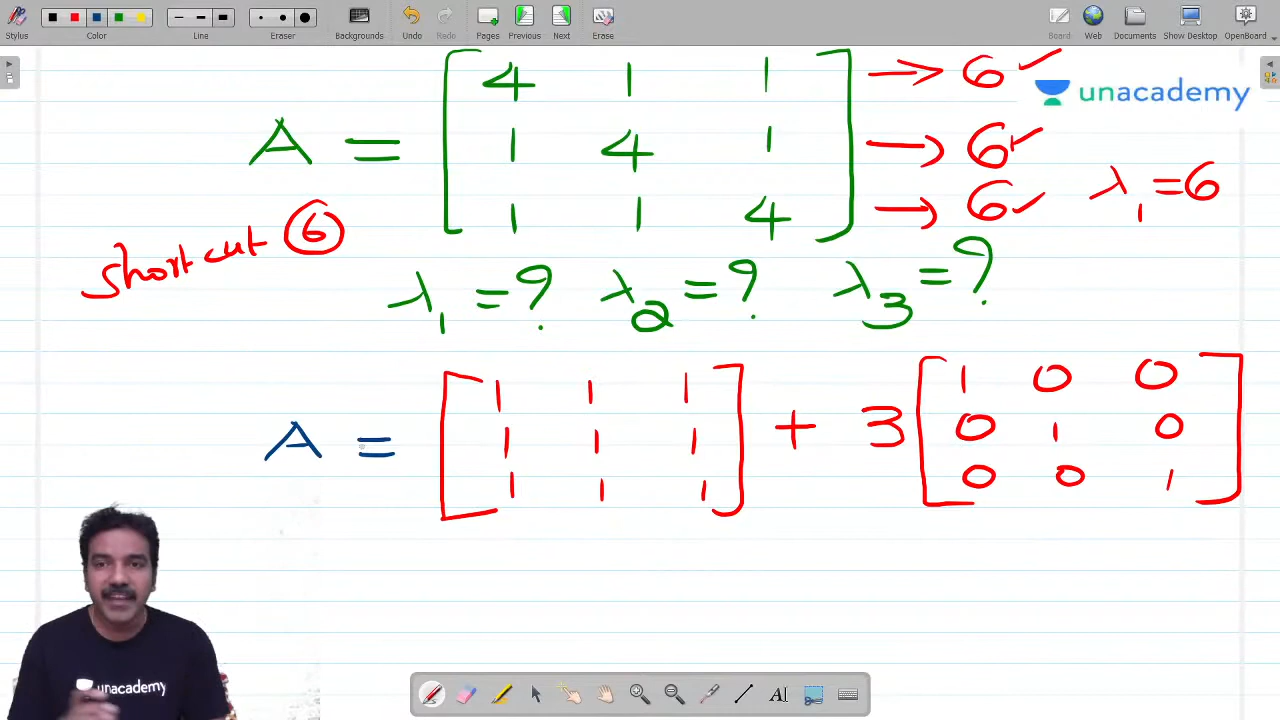 Stylus Color Line Eraser Backgrounds Undo Pages Previous Next Erase Board Web Documents Show Desktop OpenBoard
unacademy
A = [ 4 1 1 → 6 ✓
1 4 1 → 6 ✓
1 1 4 ] → 6 ✓ λ₁ = 6
Short cut ⑥
λ₁ = ? λ₂ = ? λ₃ = ?
A = [ 1 1 1 + 3 [ 1 0 0
1 1 1 0 1 0
1 1 1 ] 0 0 1 ]
unacademy